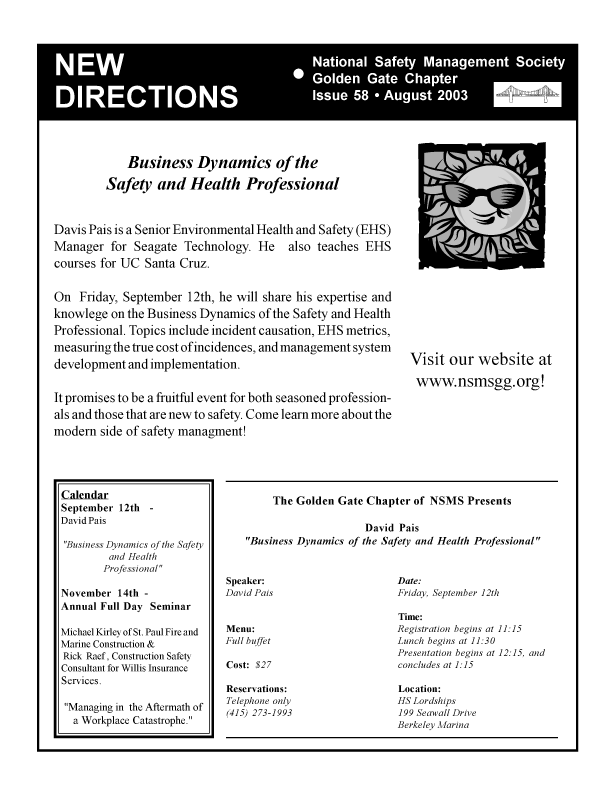 NEW
DIRECTIONS
•
National Safety Management Society
Golden Gate Chapter
Issue 58 • August 2003
Business Dynamics of the
Safety and Health Professional
Davis Pais is a Senior Environmental Health and Safety (EHS)
Manager for Seagate Technology. He also teaches EHS
courses for UC Santa Cruz.
On Friday, September 12th, he will share his expertise and
knowlege on the Business Dynamics of the Safety and Health
Professional. Topics include incident causation, EHS metrics,
measuring the true cost of incidences, and management system
development and implementation.
It promises to be a fruitful event for both seasoned profession-
als and those that are new to safety. Come learn more about the
modern side of safety managment!
Visit our website at
www.nsmsgg.org!
Calendar
September 12th -
David Pais
"Business Dynamics of the Safety
and Health
Professional"
November 14th -
Annual Full Day Seminar
Michael Kirley of St. Paul Fire and
Marine Construction &
Rick Raef , Construction Safety
Consultant for Willis Insurance
Services.
"Managing in the Aftermath of
a Workplace Catastrophe."
The Golden Gate Chapter of NSMS Presents
David Pais
"Business Dynamics of the Safety and Health Professional"
Speaker:
David Pais
Menu:
Full buffet
Cost: $27
Reservations:
Telephone only
(415) 273-1993
Date:
Friday, September 12th
Time:
Registration begins at 11:15
Lunch begins at 11:30
Presentation begins at 12:15, and
concludes at 1:15
Location:
HS Lordships
199 Seawall Drive
Berkeley Marina